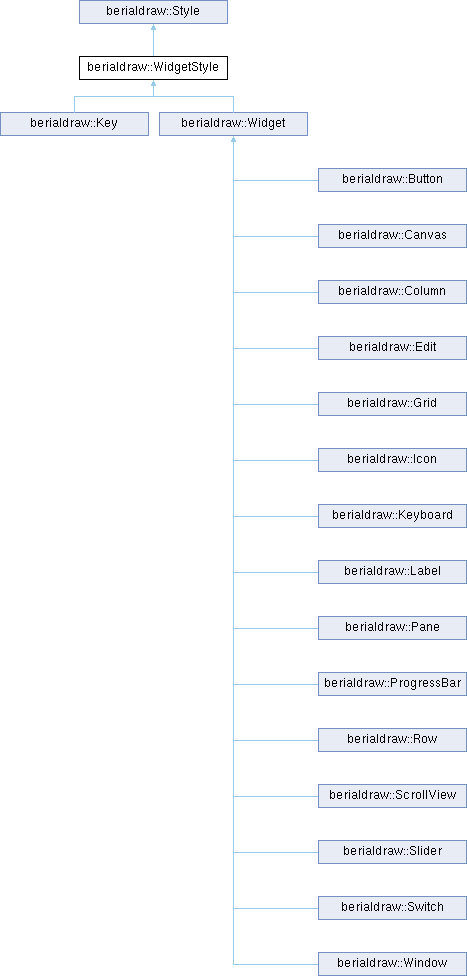 berialdraw::Style
berialdraw::WidgetStyle
berialdraw::Key berialdraw::Widget
berialdraw::Button
berialdraw::Canvas
berialdraw::Column
berialdraw::Edit
berialdraw::Grid
berialdraw::Icon
berialdraw::Keyboard
berialdraw::Label
berialdraw::Pane
berialdraw::ProgressBar
berialdraw::Row
berialdraw::ScrollView
berialdraw::Slider
berialdraw::Switch
berialdraw::Window